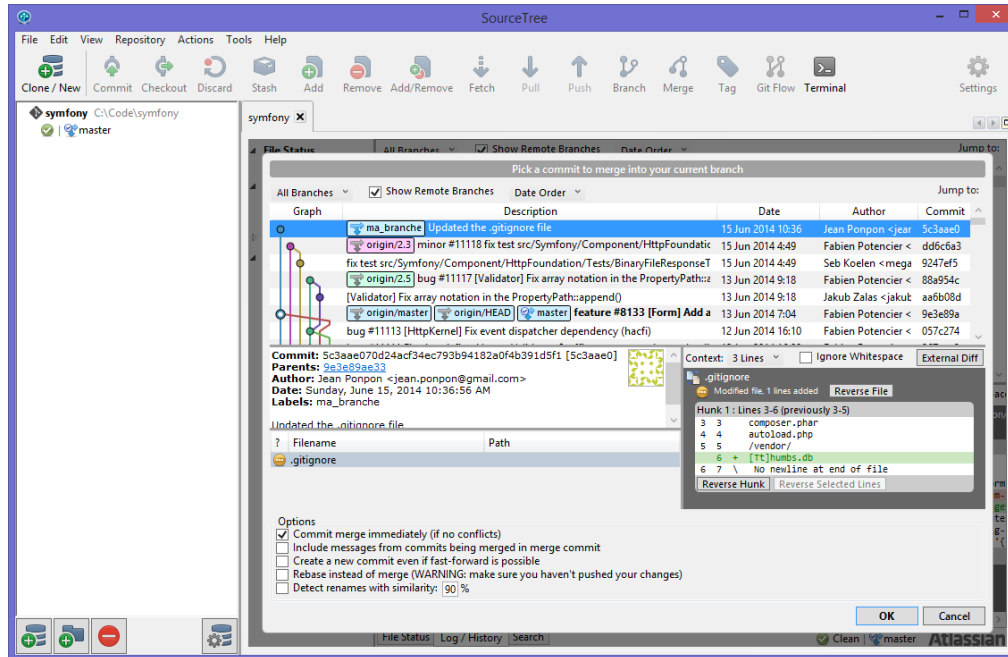 SourceTree
File Edit View Repository Actions Tools Help
Clone / New Commit Checkout Discard Stash Add Remove Add/Remove Fetch Pull Push Branch Merge Tag Git Flow Terminal Settings
symfony C:\Code\symfony
master
symfony
File Status All Branches Show Remote Branches Date Order Jump to:
Pick a commit to merge into your current branch
All Branches Show Remote Branches Date Order Jump to:
Graph Description Date Author Commit
ma_branche Updated the .gitignore file 15 Jun 2014 10:36 Jean Ponpon <jear 5c3aae0
origin/2.3 minor #11118 fix test src/Symfony/Component/HttpFoundatic 15 Jun 2014 4:49 Fabien Potencier < dd6c6a3
fix test src/Symfony/Component/HttpFoundation/Tests/BinaryFileResponseT 15 Jun 2014 4:49 Seb Koelen <mega 9247ef5
origin/2.5 bug #11117 [Validator] Fix array notation in the PropertyPath::a 13 Jun 2014 9:18 Fabien Potencier < 88a954c
[Validator] Fix array notation in the PropertyPath::append() 13 Jun 2014 9:18 Jakub Zalas <jakub aa6b08d
origin/master origin/HEAD master feature #8133 [Form] Add a 13 Jun 2014 7:04 Fabien Potencier < 9e3e89a
bug #11113 [HttpKernel] Fix event dispatcher dependency (hacfi) 12 Jun 2014 16:10 Fabien Potencier < 057c274
Commit: 5c3aae070d24acf34ec793b94182a0f4b391d5f1 [5c3aae0]
Parents: 9e3e89ae33
Author: Jean Ponpon <jean.ponpon@gmail.com>
Date: Sunday, June 15, 2014 10:36:56 AM
Labels: ma_branche
Updated the .gitignore file
? Filename Path
.gitignore
Context: 3 Lines Ignore Whitespace External Diff
.gitignore
Modified file, 1 lines added Reverse File
Hunk 1 : Lines 3-6 (previously 3-5)
3 3 composer.phar
4 4 autoload.php
5 5 /vendor/
6 + [Tt]humbs.db
6 7 \ No newline at end of file
Reverse Hunk Reverse Selected Lines
Options
Commit merge immediately (if no conflicts)
Include messages from commits being merged in merge commit
Create a new commit even if fast-forward is possible
Rebase instead of merge (WARNING: make sure you haven't pushed your changes)
Detect renames with similarity: 90 %
OK Cancel
File Status Log / History Search Clean master Atlassian